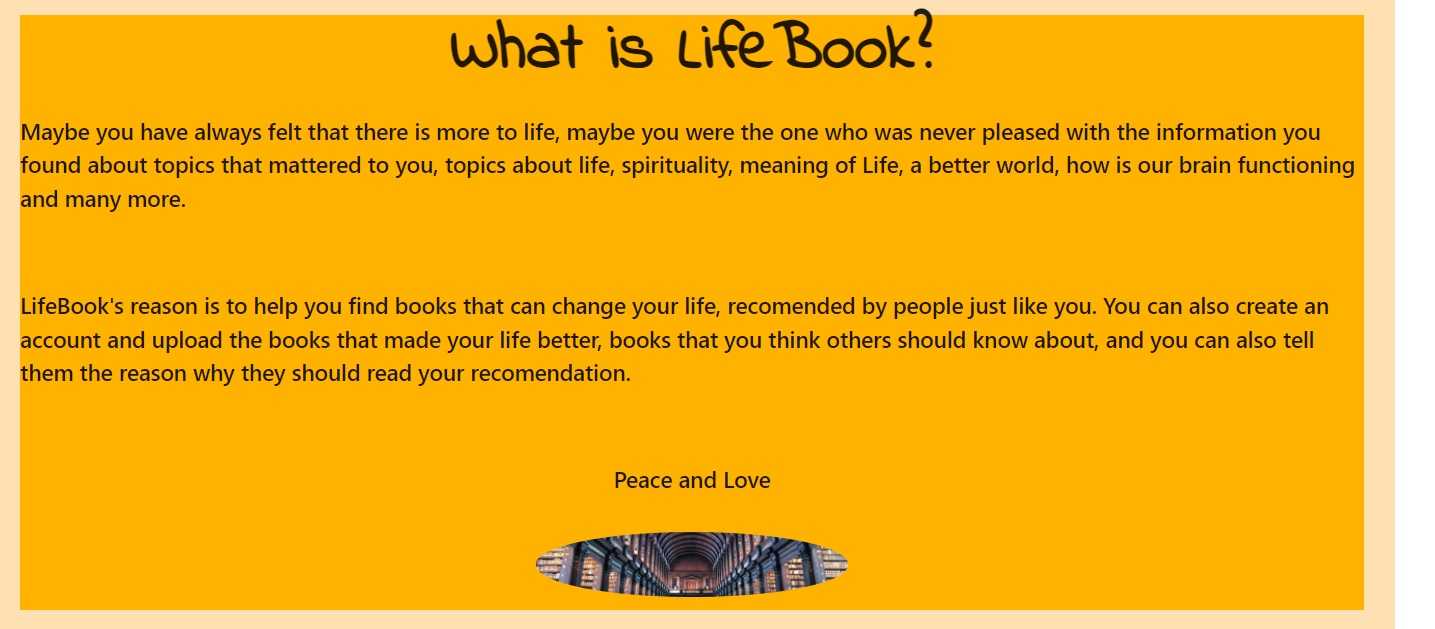 What is LifeBook?
Maybe you have always felt that there is more to life, maybe you were the one who was never pleased with the information you
found about topics that mattered to you, topics about life, spirituality, meaning of Life, a better world, how is our brain functioning
and many more.
LifeBook's reason is to help you find books that can change your life, recomended by people just like you. You can also create an
account and upload the books that made your life better, books that you think others should know about, and you can also tell
them the reason why they should read your recomendation.
Peace and Love